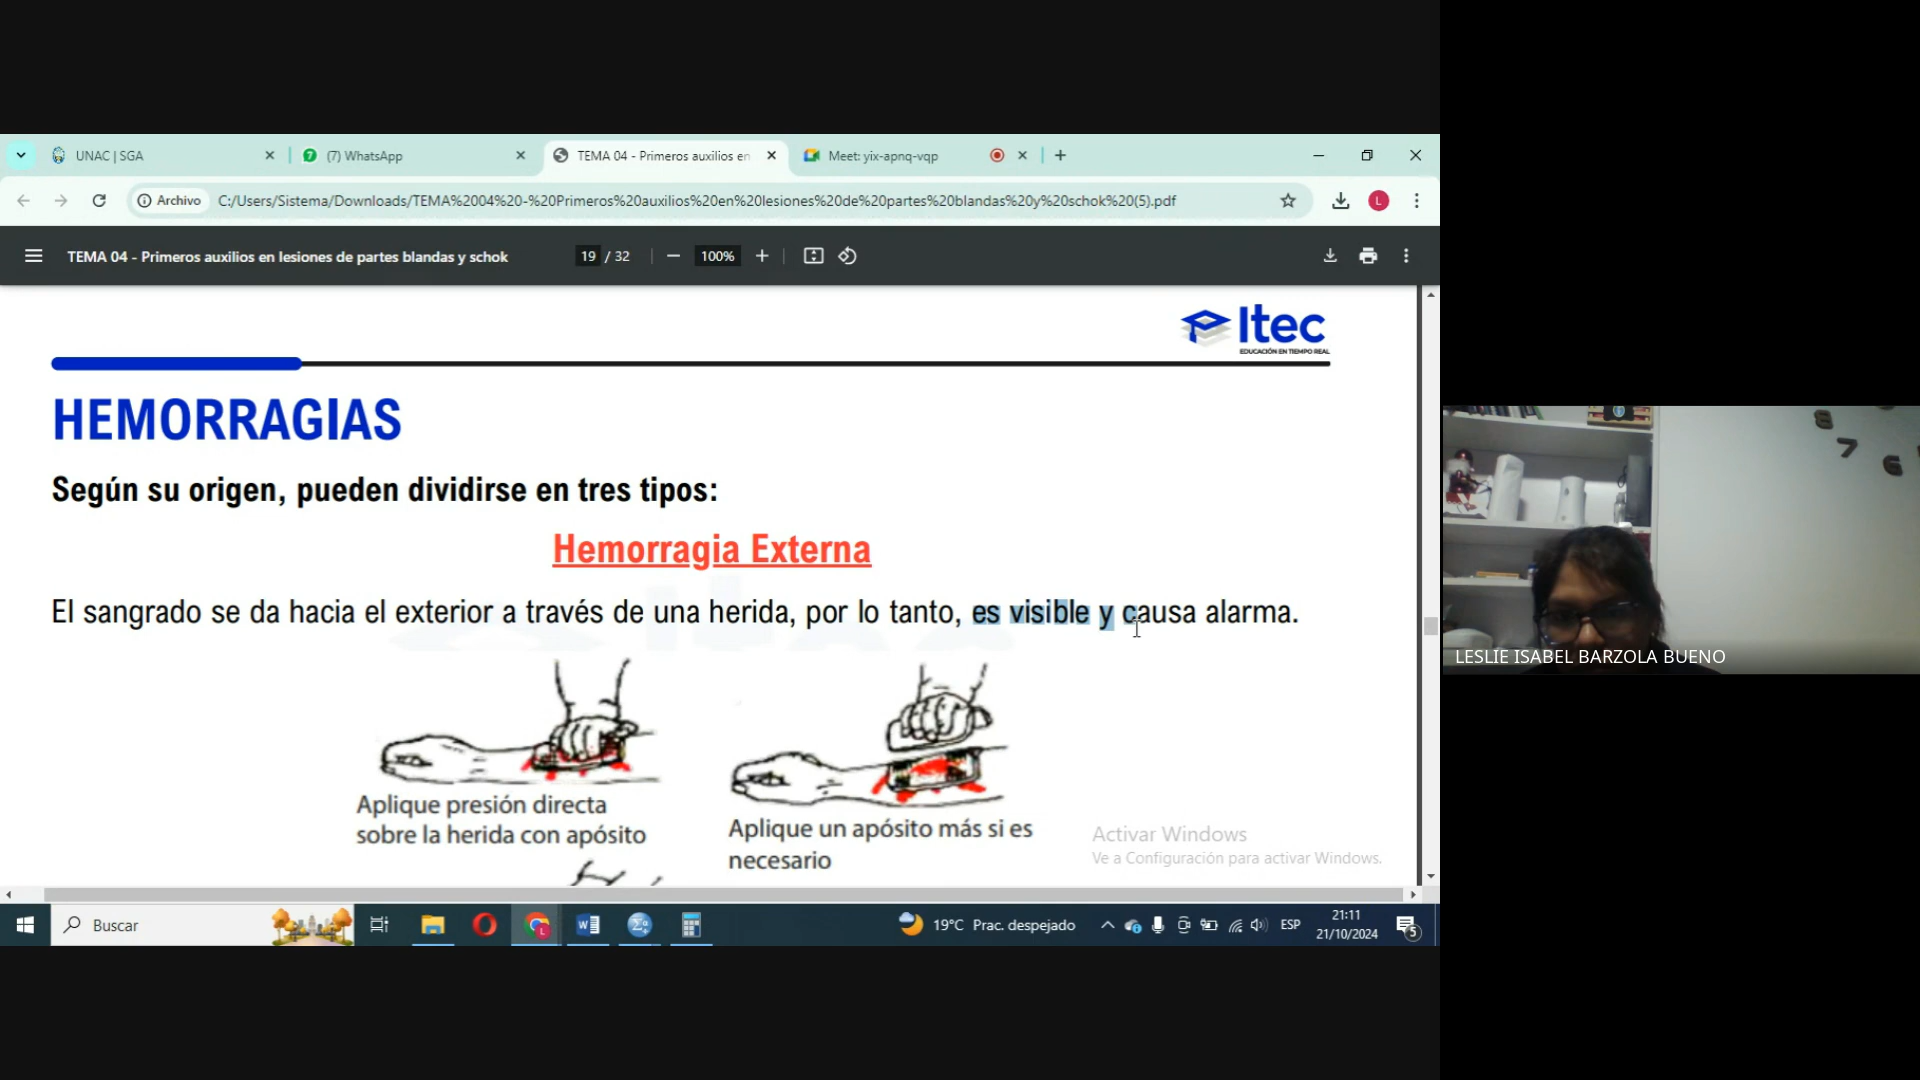 UNAC | SGA
(7) WhatsApp
TEMA 04 - Primeros auxilios en
Meet: yix-apnq-vqp
Archivo
C:/Users/Sistema/Downloads/TEMA%2004%20-%20Primeros%20auxilios%20en%20lesiones%20de%20partes%20blandas%20y%20schok%20(5).pdf
L
TEMA 04 - Primeros auxilios en lesiones de partes blandas y schok
19 / 32
100%
Itec
EDUCACIÓN EN TIEMPO REAL
HEMORRAGIAS
Según su origen, pueden dividirse en tres tipos:
Hemorragia Externa
El sangrado se da hacia el exterior a través de una herida, por lo tanto, es visible y causa alarma.
Aplique presión directa
sobre la herida con apósito
Aplique un apósito más si es
necesario
Activar Windows
Ve a Configuración para activar Windows.
Buscar
19°C Prac. despejado
ESP
21:11
21/10/2024
5
8
7
6
LESLIE ISABEL BARZOLA BUENO